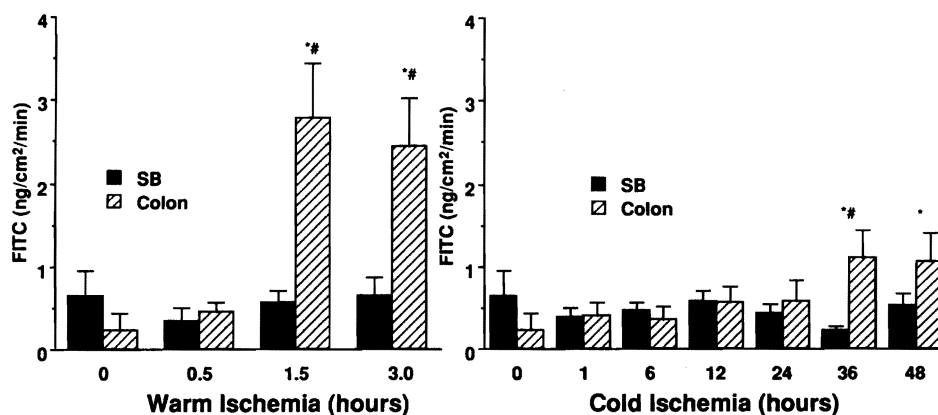 4
3
2
1
0
FITC (ng/cm²/min)
*#
*#
SB
Colon
0 0.5 1.5 3.0
Warm Ischemia (hours)
4
3
2
1
0
FITC (ng/cm²/min)
SB
Colon
*#
*
0 1 6 12 24 36 48
Cold Ischemia (hours)